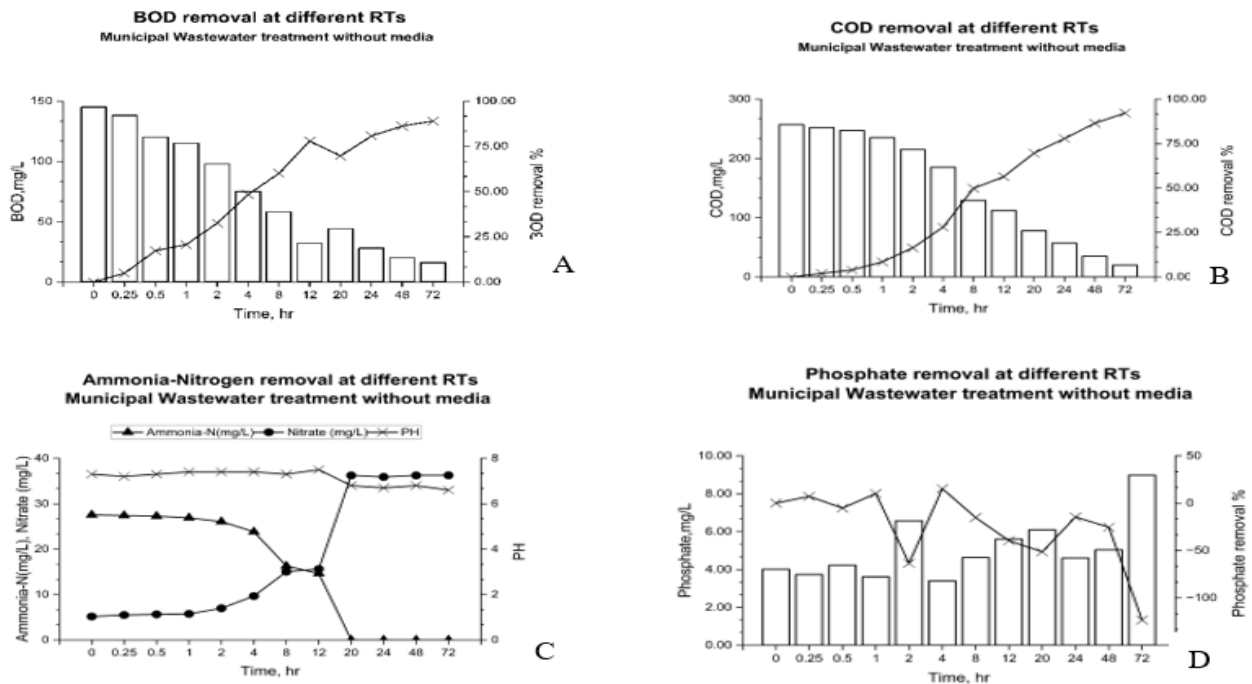 BOD removal at different RTs
Municipal Wastewater treatment without media
150
100
50
0
BOD,mg/L
100.00
75.00
50.00
25.00
0.00
BOD removal %
0 0.25 0.5 1 2 4 8 12 20 24 48 72
Time, hr
A
COD removal at different RTs
Municipal Wastewater treatment without media
300
200
100
0
COD,mg/L
100.00
75.00
50.00
25.00
0.00
COD removal %
0 0.25 0.5 1 2 4 8 12 20 24 48 72
Time, hr
B
Ammonia-Nitrogen removal at different RTs
Municipal Wastewater treatment without media
Ammonia-N(mg/L) Nitrate (mg/L) PH
40
30
20
10
0
Ammonia-N(mg/L), Nitrate (mg/L)
8
6
4
2
0
PH
0 0.25 0.5 1 2 4 8 12 20 24 48 72
Time, hr
C
Phosphate removal at different RTs
Municipal Wastewater treatment without media
10.00
8.00
6.00
4.00
2.00
0.00
Phosphate,mg/L
50
0
−50
−100
Phosphate removal %
0 0.25 0.5 1 2 4 8 12 20 24 48 72
Time, hr
D